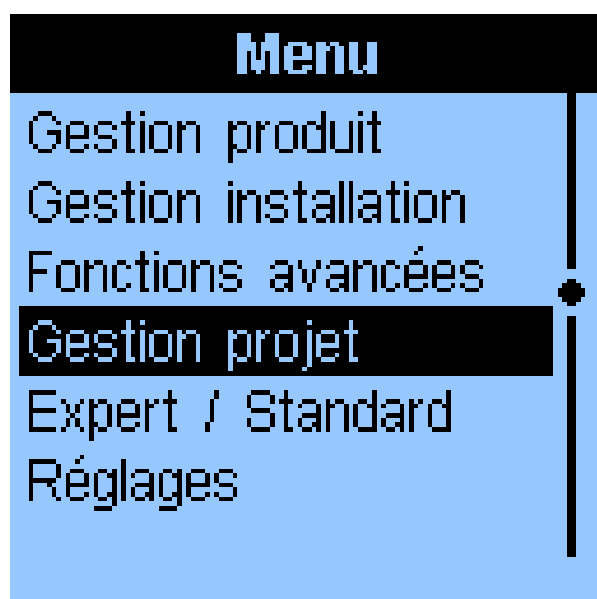 Menu
Gestion produit
Gestion installation
Fonctions avancées
Gestion projet
Expert / Standard
Réglages